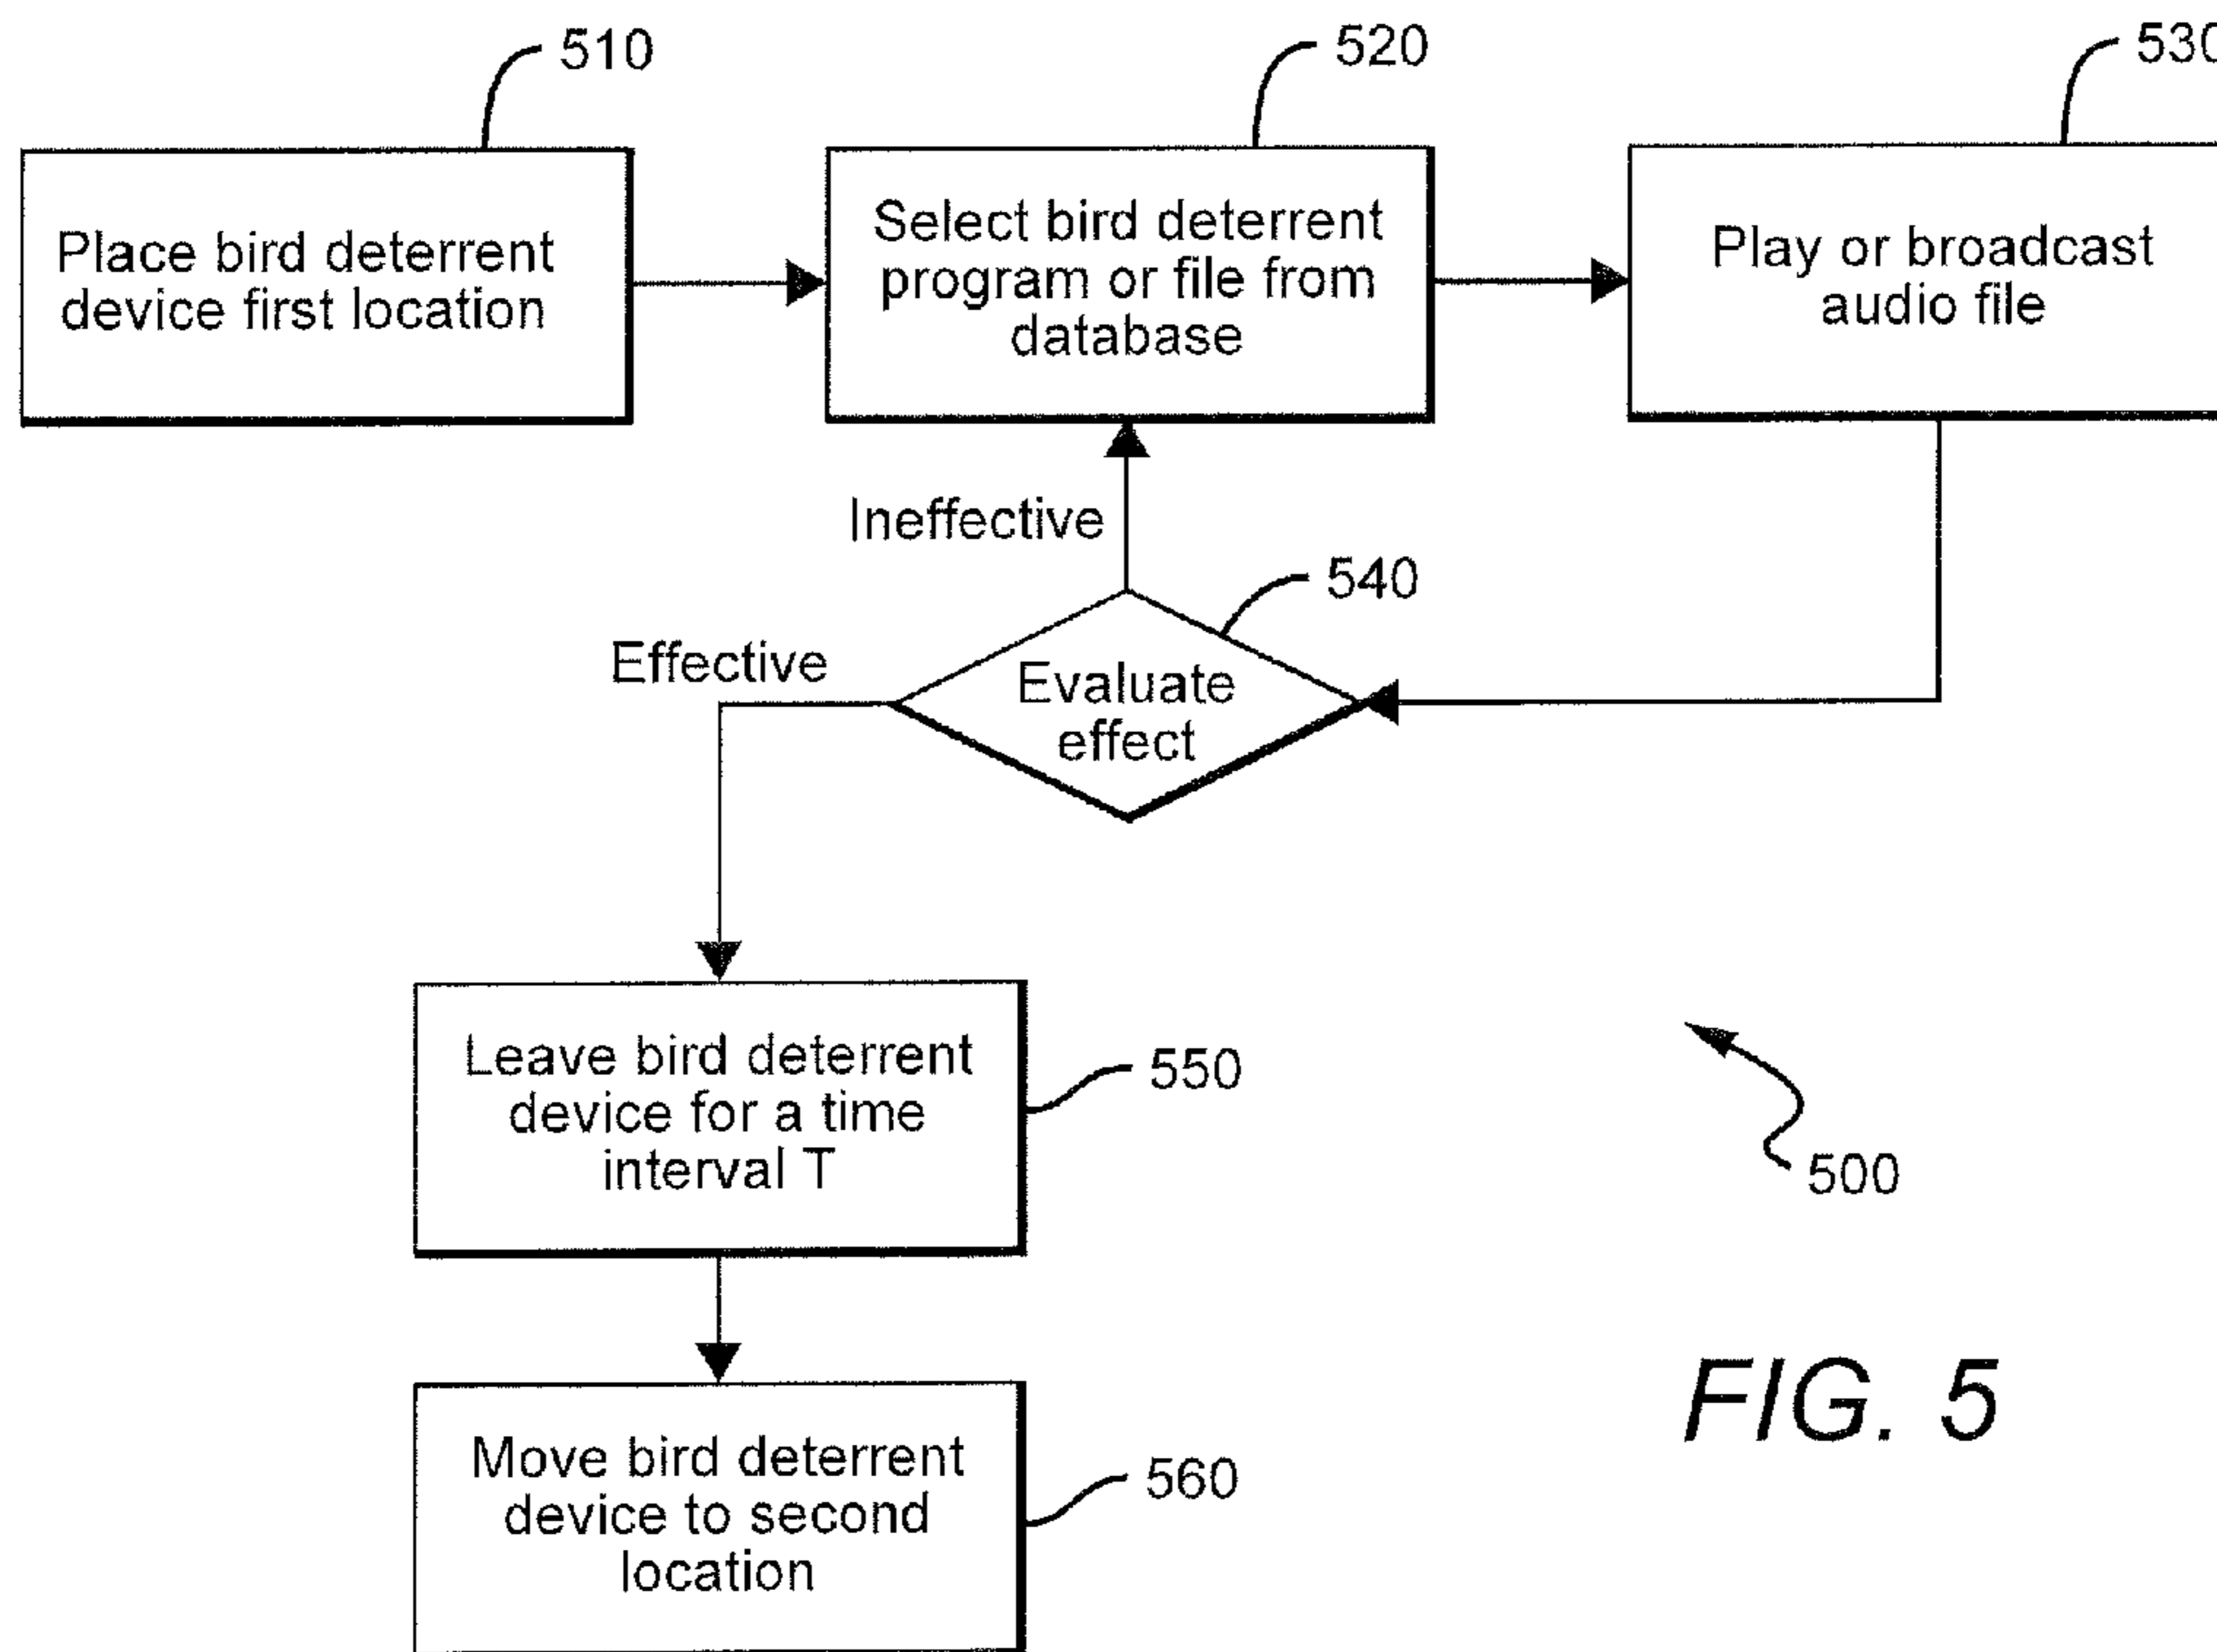 510
520
530
Place bird deterrent
device first location
Select bird deterrent
program or file from
database
Play or broadcast
audio file
Ineffective
540
Effective
Evaluate
effect
Leave bird deterrent
device for a time
interval T
550
500
Move bird deterrent
device to second
location
560
FIG. 5